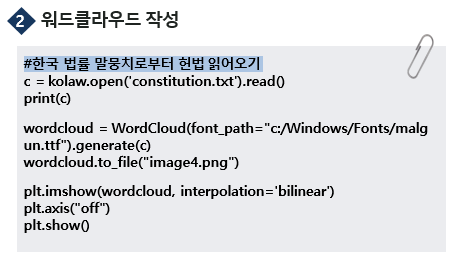 2 워드클라우드 작성
#한국 법률 말뭉치로부터 헌법 읽어오기
c = kolaw.open('constitution.txt').read()
print(c)
wordcloud = WordCloud(font_path="c:/Windows/Fonts/malg
un.ttf").generate(c)
wordcloud.to_file("image4.png")
plt.imshow(wordcloud, interpolation='bilinear')
plt.axis("off")
plt.show()